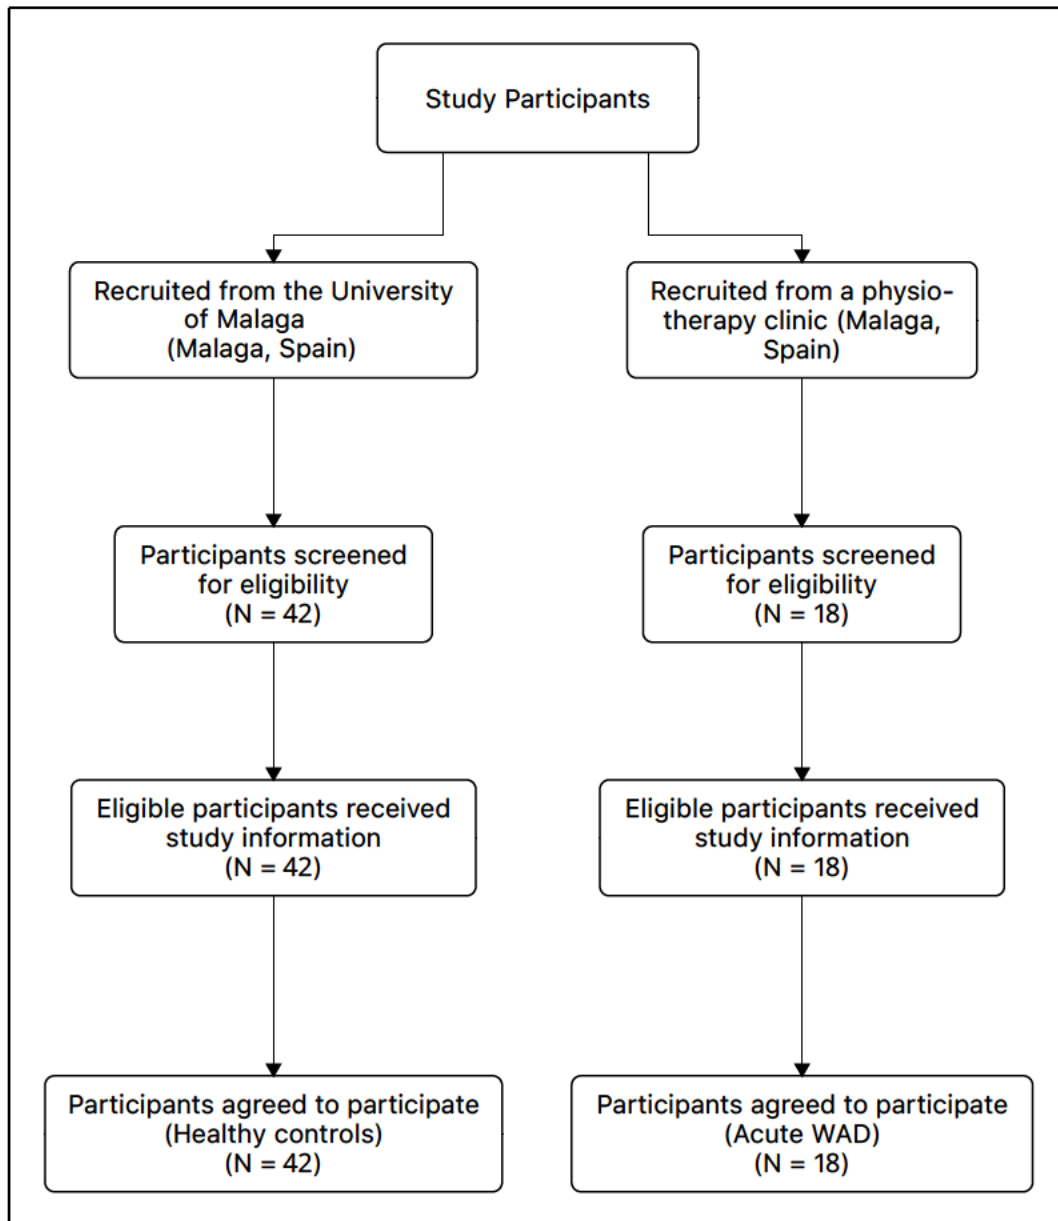 Study Participants
Recruited from the University
of Malaga
(Malaga, Spain)
Recruited from a physio-
therapy clinic (Malaga,
Spain)
Participants screened
for eligibility
(N = 42)
Participants screened
for eligibility
(N = 18)
Eligible participants received
study information
(N = 42)
Eligible participants received
study information
(N = 18)
Participants agreed to participate
(Healthy controls)
(N = 42)
Participants agreed to participate
(Acute WAD)
(N = 18)